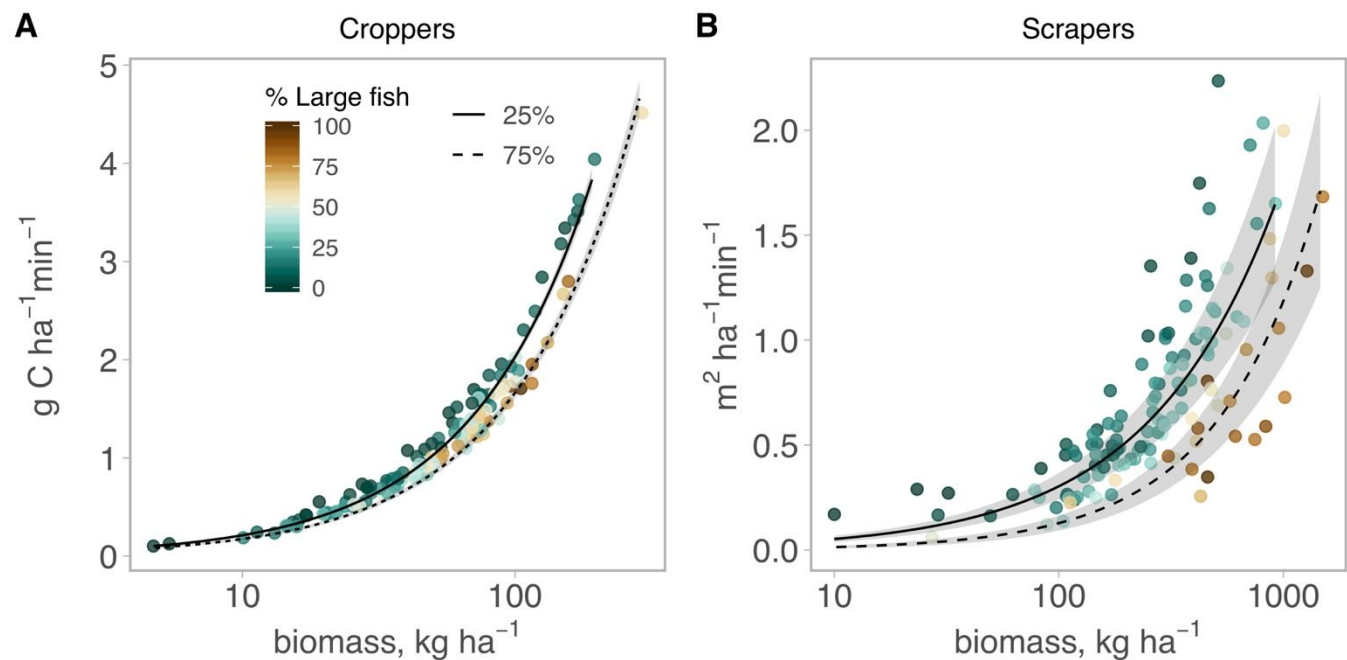 A
Croppers
5
4
3
2
1
0
g C ha⁻¹min⁻¹
% Large fish
100
75
50
25
0
25%
75%
10
100
biomass, kg ha⁻¹
B
Scrapers
2.0
1.5
1.0
0.5
0.0
m² ha⁻¹min⁻¹
10
100
1000
biomass, kg ha⁻¹